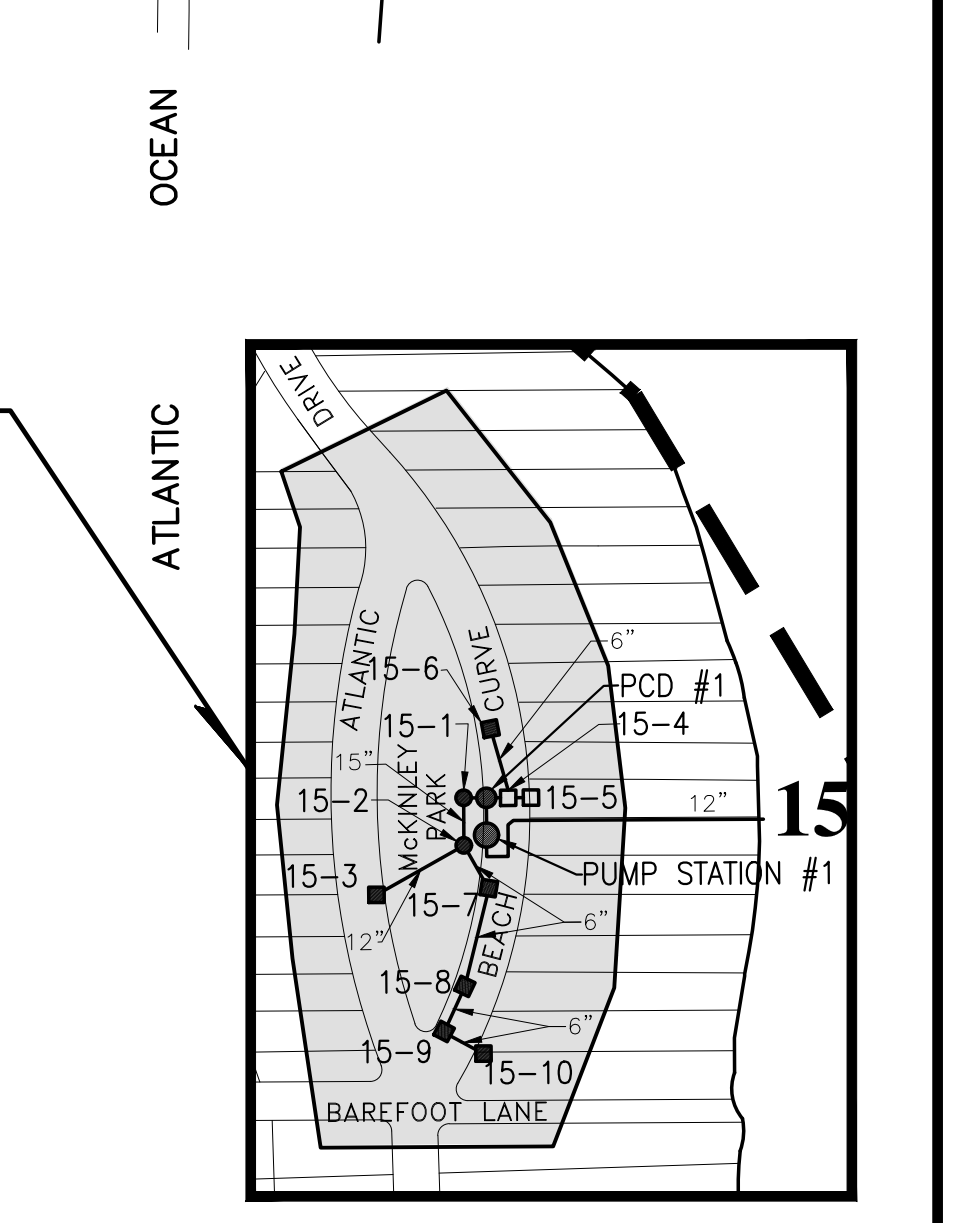 OCEAN
ATLANTIC
DRIVE
ATLANTIC
CURVE
6”
15-6
PCD #1
15-1
15-4
15”
McKINLEY
PARK
15-2
15-5
12”
15
15-3
PUMP STATION #1
15-7
6”
12”
BEACH
15-8
6”
15-9
15-10
BAREFOOT LANE